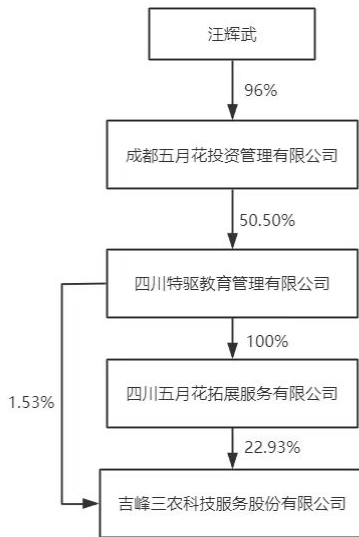 汪辉武
96%
成都五月花投资管理有限公司
50.50%
四川特驱教育管理有限公司
100%
四川五月花拓展服务有限公司
1.53%
22.93%
吉峰三农科技服务股份有限公司